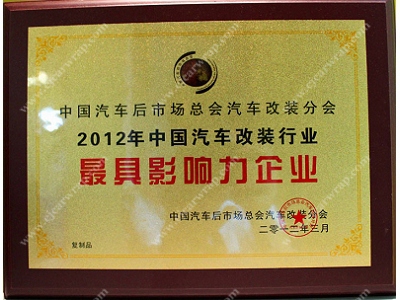 中国汽车后市场总会汽车改装分会
2012年中国汽车改装行业
最具影响力企业
中国汽车后市场总会汽车改装分会
二零一二年三月
复制品